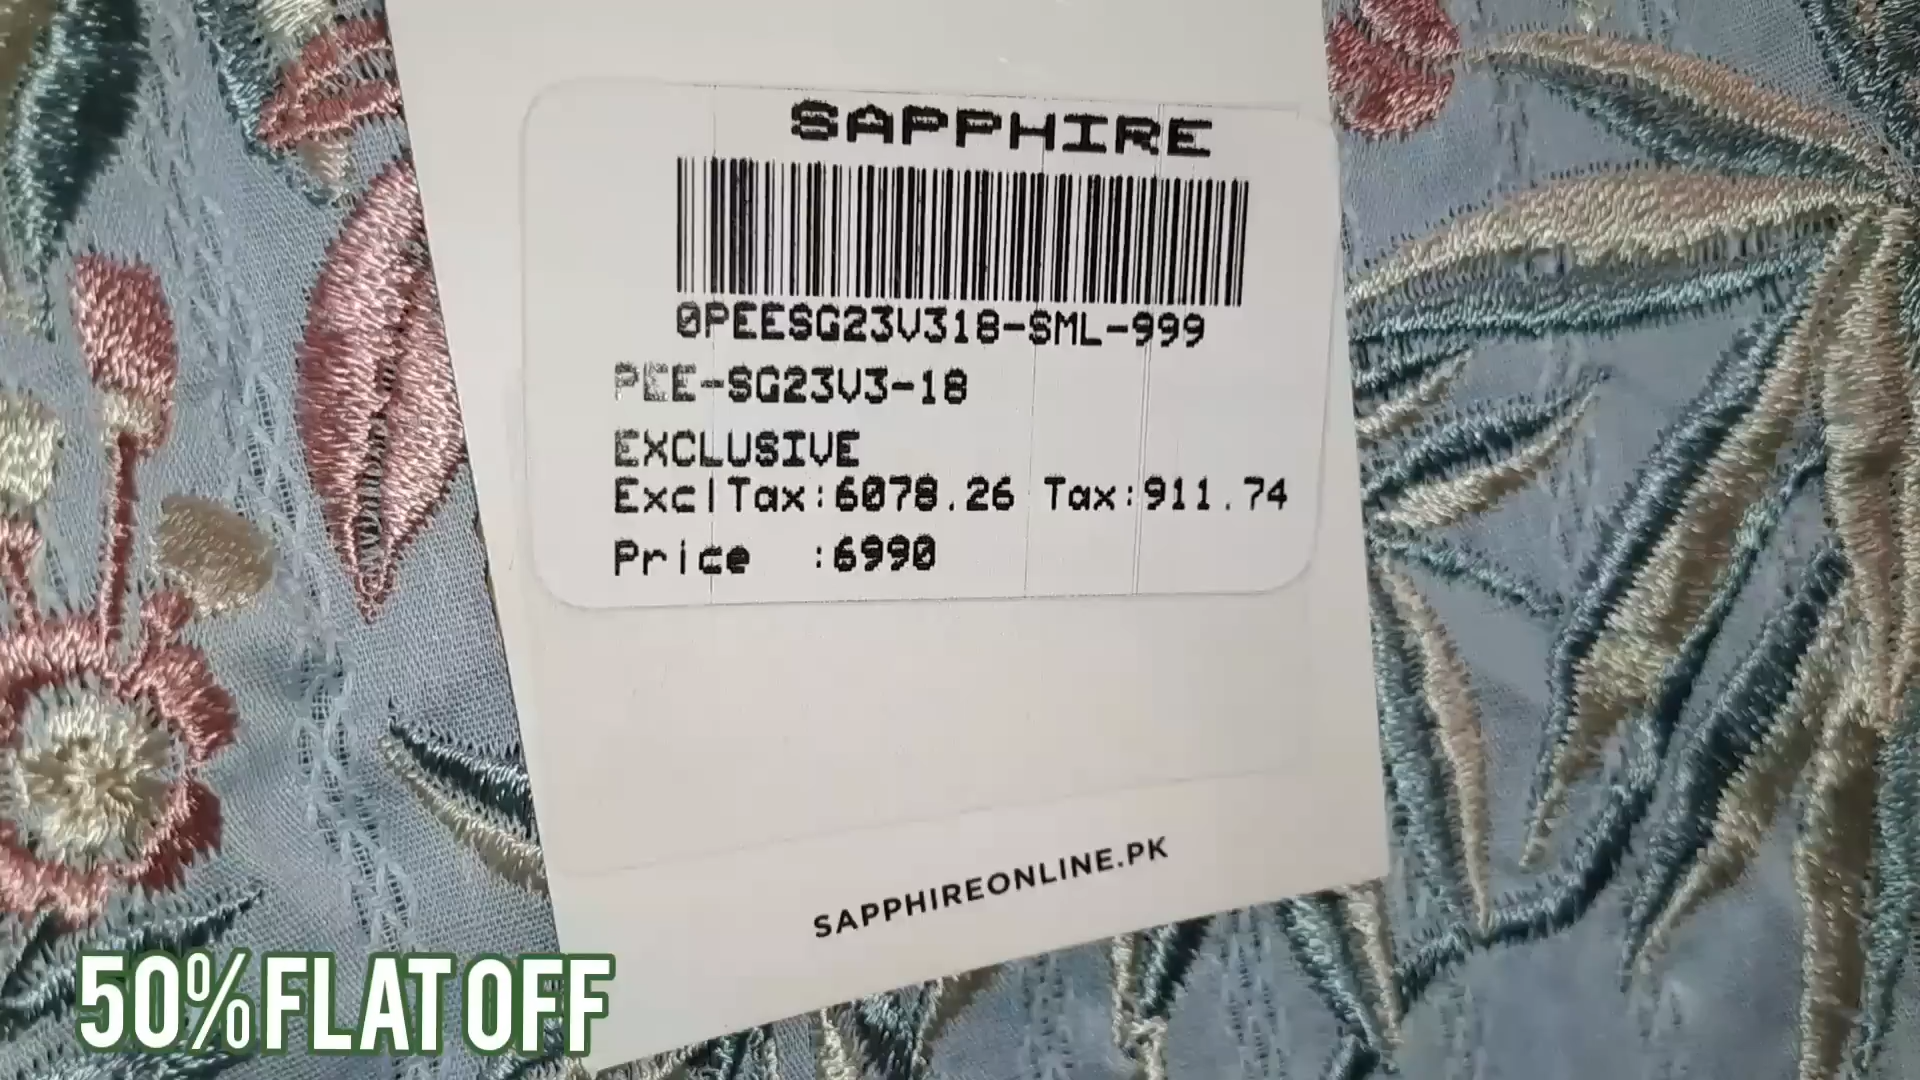 SAPPHIRE
0PEESG23V318-SML-999
PEE-SG23V3-18
EXCLUSIVE
ExclTax:6078.26 Tax:911.74
Price :6990
SAPPHIREONLINE.PK
50% FLAT OFF